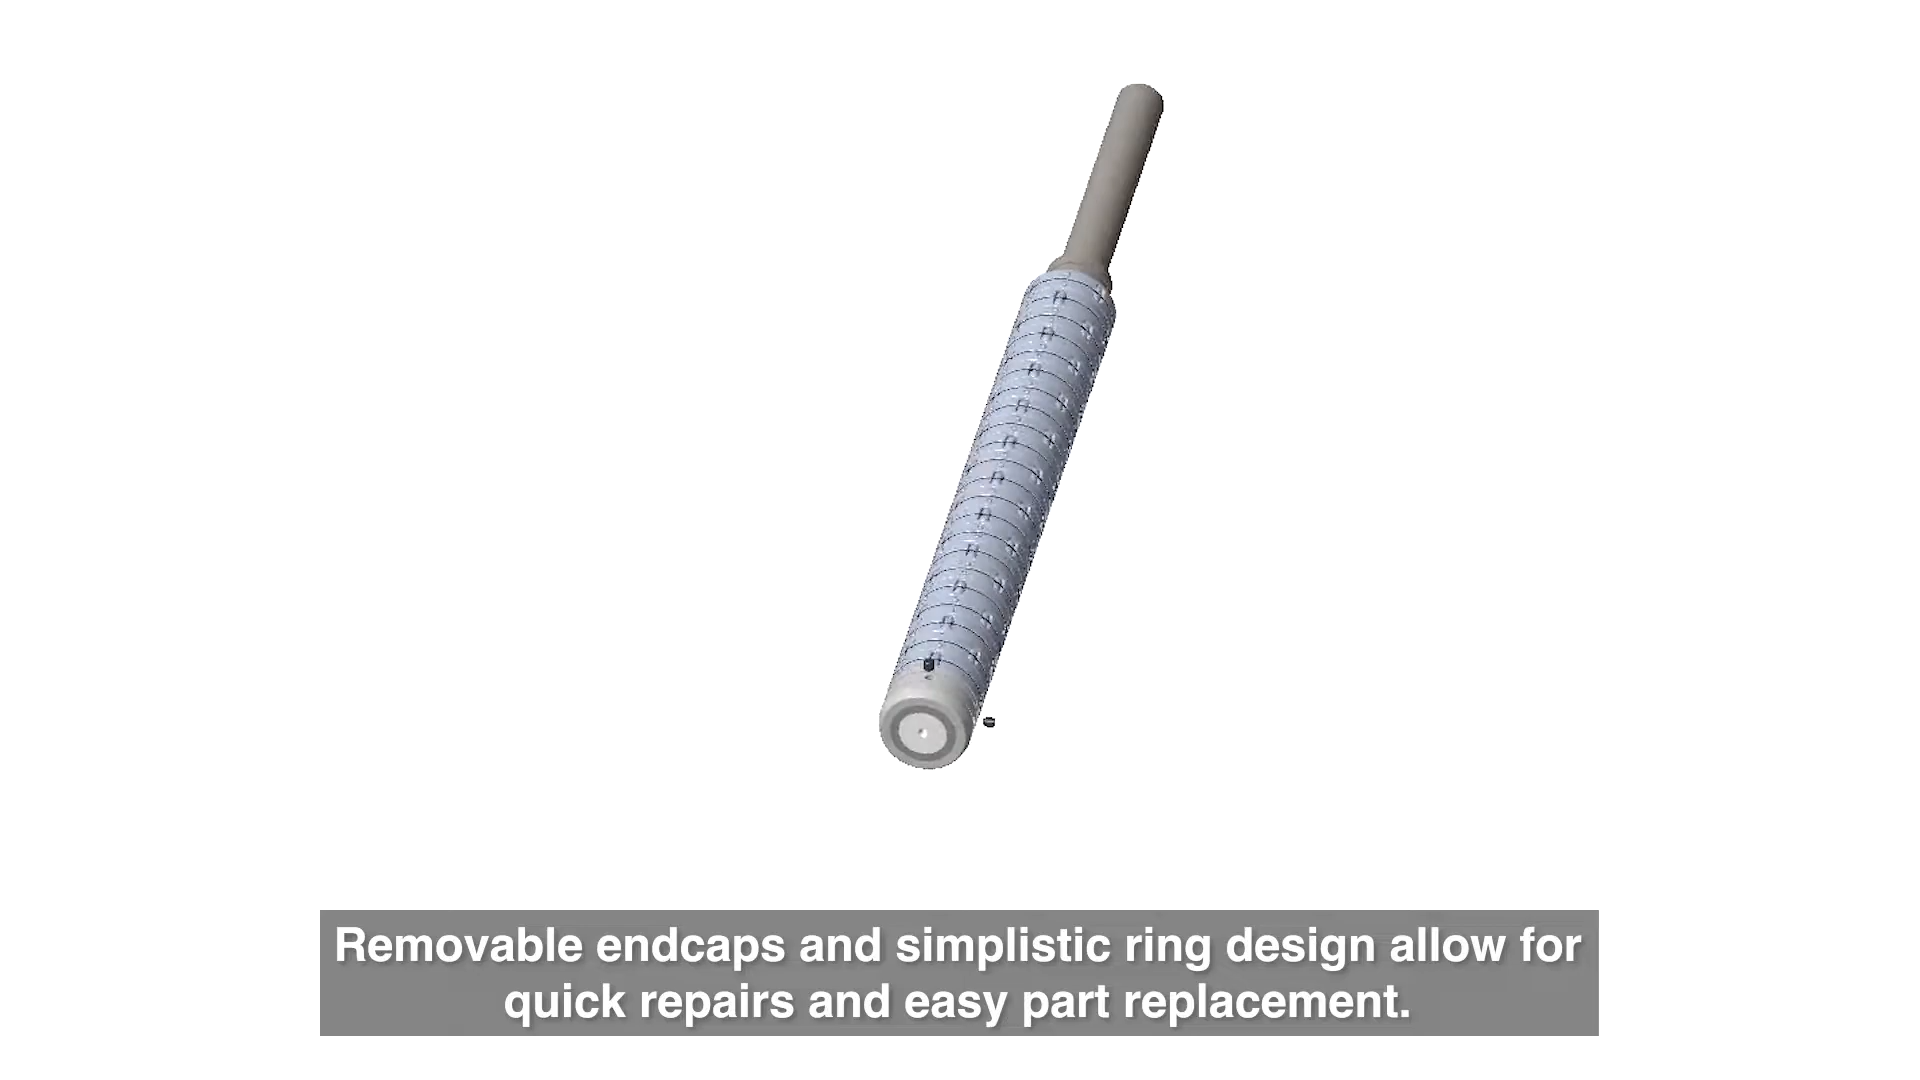 Removable endcaps and simplistic ring design allow for
quick repairs and easy part replacement.